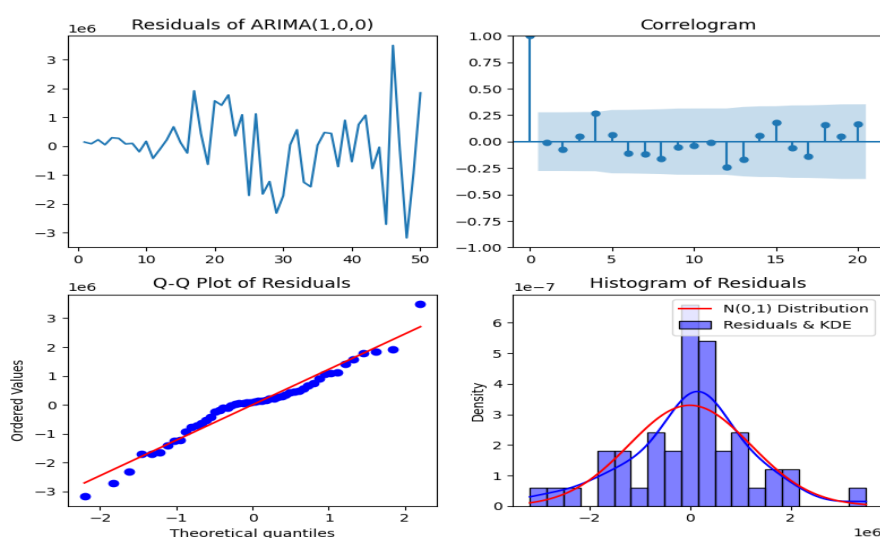 Residuals of ARIMA(1,0,0)
1e6
3
2
1
0
−1
−2
−3
0 10 20 30 40 50
Correlogram
1.00
0.75
0.50
0.25
0.00
−0.25
−0.50
−0.75
−1.00
0 5 10 15 20
Q-Q Plot of Residuals
1e6
Ordered Values
3
2
1
0
−1
−2
−3
−2 −1 0 1 2
Theoretical quantiles
Histogram of Residuals
1e−7
N(0,1) Distribution
Residuals & KDE
Density
6
5
4
3
2
1
0
−2 0 2
1e6